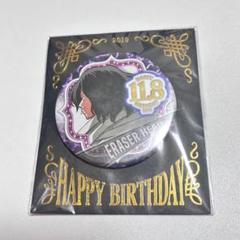 2019
11.8
ERASER HEAD
HAPPY BIRTHDAY